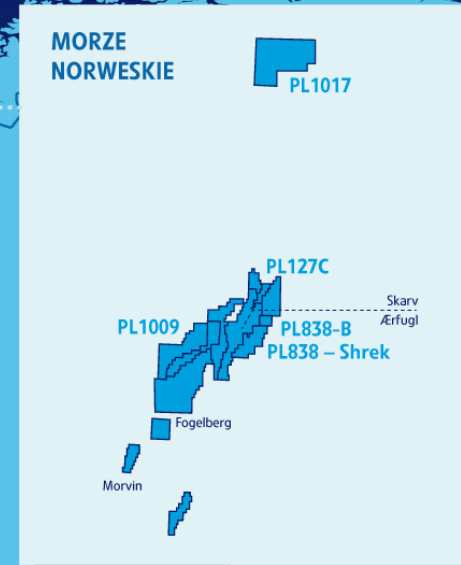 MORZE
NORWESKIE
PL1017
PL127C
Skarv
Ærfugl
PL1009
PL838-B
PL838 – Shrek
Fogelberg
Morvin